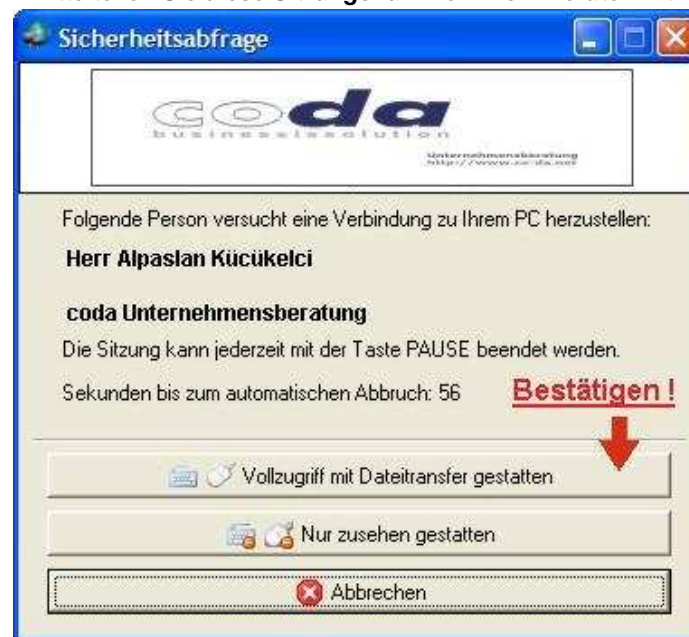 Sicherheitsabfrage
coda
businessissolution
Unternehmensberatung
Folgende Person versucht eine Verbindung zu Ihrem PC herzustellen:
Herr Alpaslan Kücükelci
coda Unternehmensberatung
Die Sitzung kann jederzeit mit der Taste PAUSE beendet werden.
Sekunden bis zum automatischen Abbruch: 56
Bestätigen !
Vollzugriff mit Dateitransfer gestatten
Nur zusehen gestatten
Abbrechen